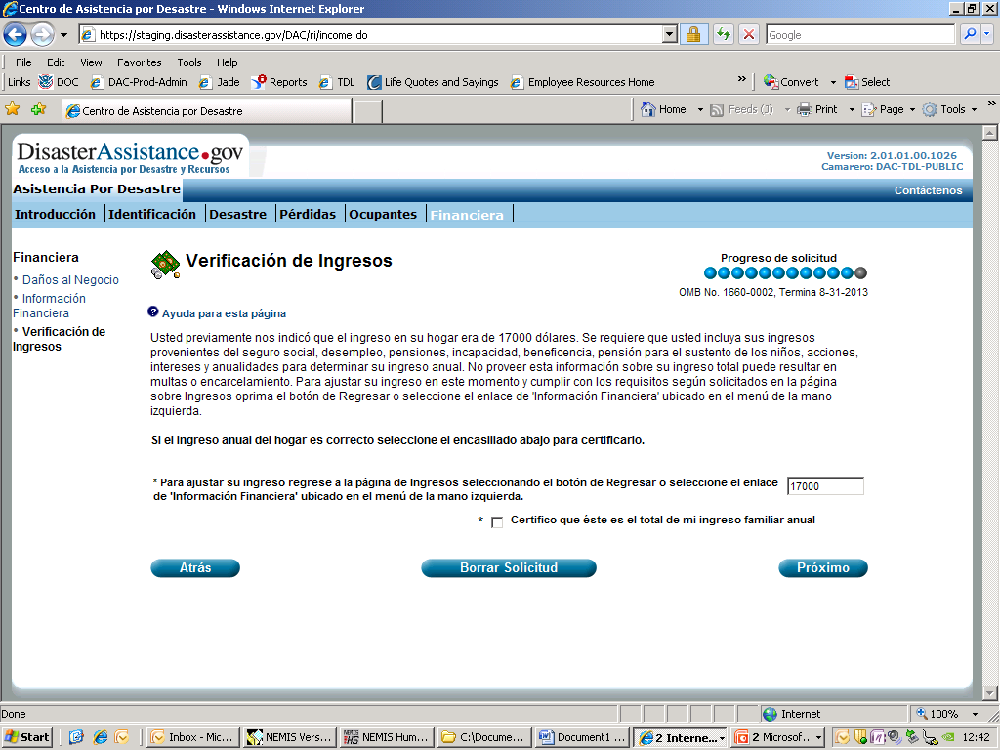 Centro de Asistencia por Desastre - Windows Internet Explorer
https://staging.disasterassistance.gov/DAC/ri/income.do
Google
File Edit View Favorites Tools Help
Links DOC DAC-Prod-Admin Jade Reports TDL Life Quotes and Sayings Employee Resources Home » Convert Select
Centro de Asistencia por Desastre
Home Feeds (J) Print Page Tools »
DisasterAssistance.gov
Acceso a la Asistencia por Desastre y Recursos
Version: 2.01.01.00.1026
Camarero: DAC-TDL-PUBLIC
Asistencia Por Desastre
Contáctenos
Introducción Identificación Desastre Pérdidas Ocupantes Financiera
Financiera
• Daños al Negocio
• Información
Financiera
• Verificación de
Ingresos
Verificación de Ingresos
Progreso de solicitud
OMB No. 1660-0002, Termina 8-31-2013
Ayuda para esta página
Usted previamente nos indicó que el ingreso en su hogar era de 17000 dólares. Se requiere que usted incluya sus ingresos
provenientes del seguro social, desempleo, pensiones, incapacidad, beneficencia, pensión para el sustento de los niños, acciones,
intereses y anualidades para determinar su ingreso anual. No proveer esta información sobre su ingreso total puede resultar en
multas o encarcelamiento. Para ajustar su ingreso en este momento y cumplir con los requisitos según solicitados en la página
sobre Ingresos oprima el botón de Regresar o seleccione el enlace de 'Información Financiera' ubicado en el menú de la mano
izquierda.
Si el ingreso anual del hogar es correcto seleccione el encasillado abajo para certificarlo.
* Para ajustar su ingreso regrese a la página de Ingresos seleccionando el botón de Regresar o seleccione el enlace
de 'Información Financiera' ubicado en el menú de la mano izquierda.
17000
* Certifico que éste es el total de mi ingreso familiar anual
Atrás Borrar Solicitud Próximo
Done Internet 100%
Start Inbox - Mic... NEMIS Vers... NEMIS Hum... C:\Docume... Document1 ... 2 Interne... 2 Microsof... 12:42